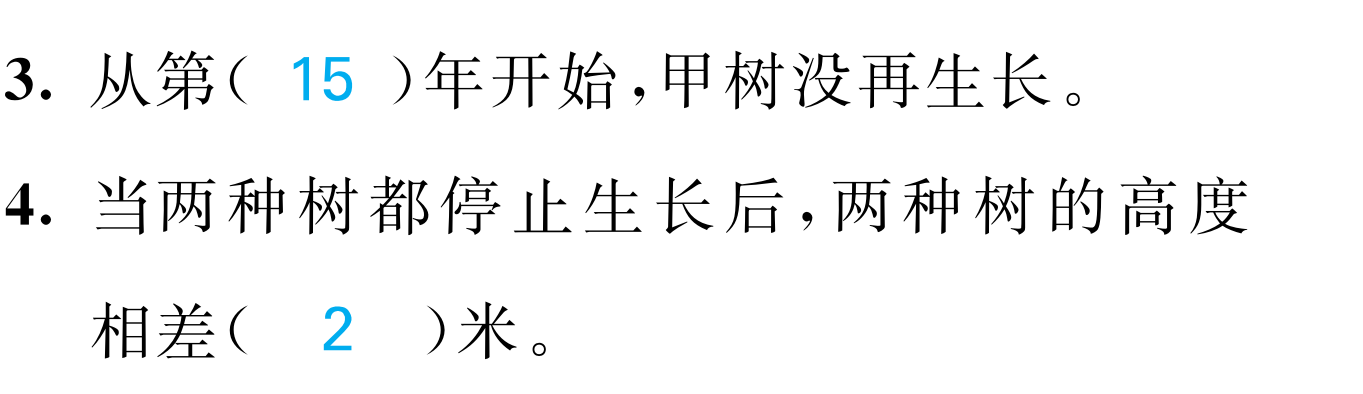 3. 从第( 15 )年开始,甲树没再生长。
4. 当两种树都停止生长后,两种树的高度
相差( 2 )米。